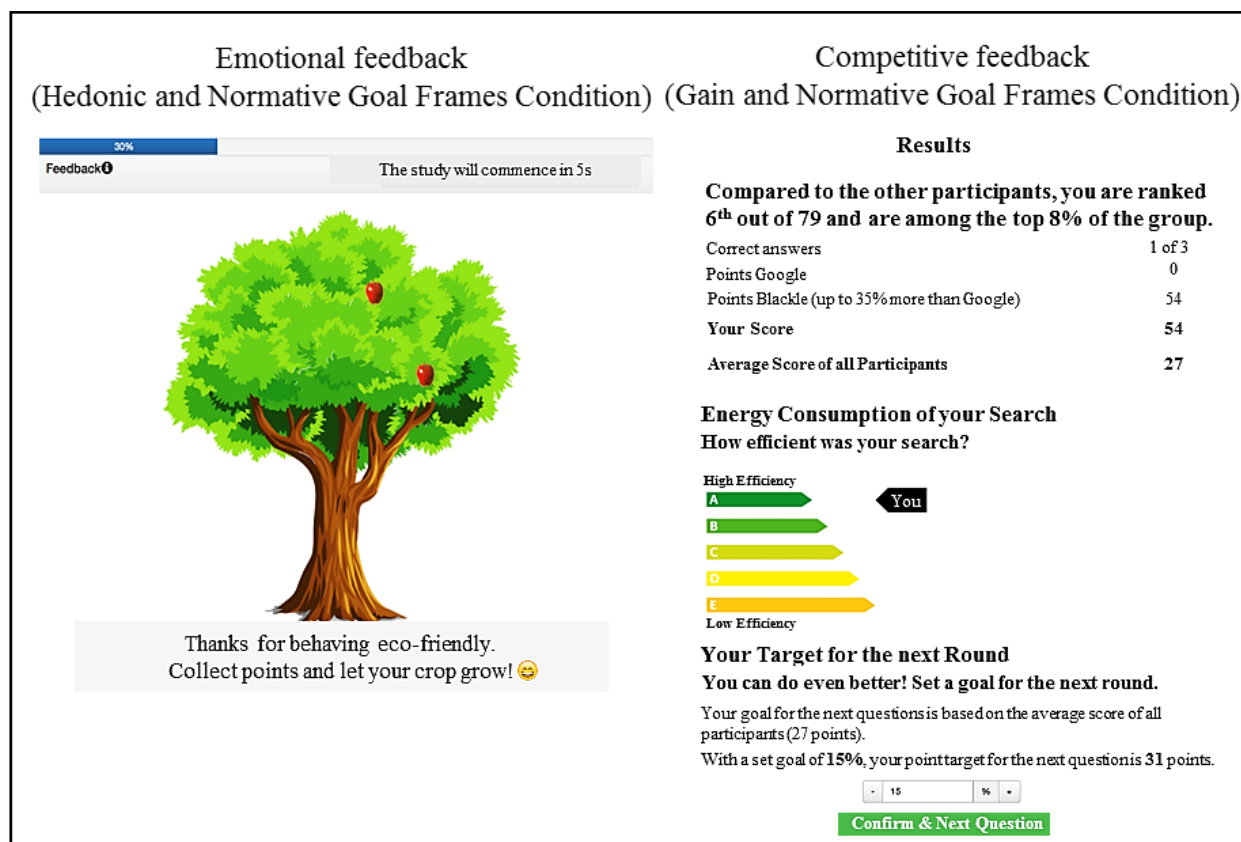 Emotional feedback
(Hedonic and Normative Goal Frames Condition)
30%
Feedback
The study will commence in 5s
Thanks for behaving eco-friendly.
Collect points and let your crop grow! 😄
Competitive feedback
(Gain and Normative Goal Frames Condition)
Results
Compared to the other participants, you are ranked
6th out of 79 and are among the top 8% of the group.
Correct answers 1 of 3
Points Google 0
Points Blackle (up to 35% more than Google) 54
Your Score 54
Average Score of all Participants 27
Energy Consumption of your Search
How efficient was your search?
High Efficiency
A You
B
C
D
E
Low Efficiency
Your Target for the next Round
You can do even better! Set a goal for the next round.
Your goal for the next questions is based on the average score of all
participants (27 points).
With a set goal of 15%, your point target for the next question is 31 points.
- 15 % +
Confirm & Next Question